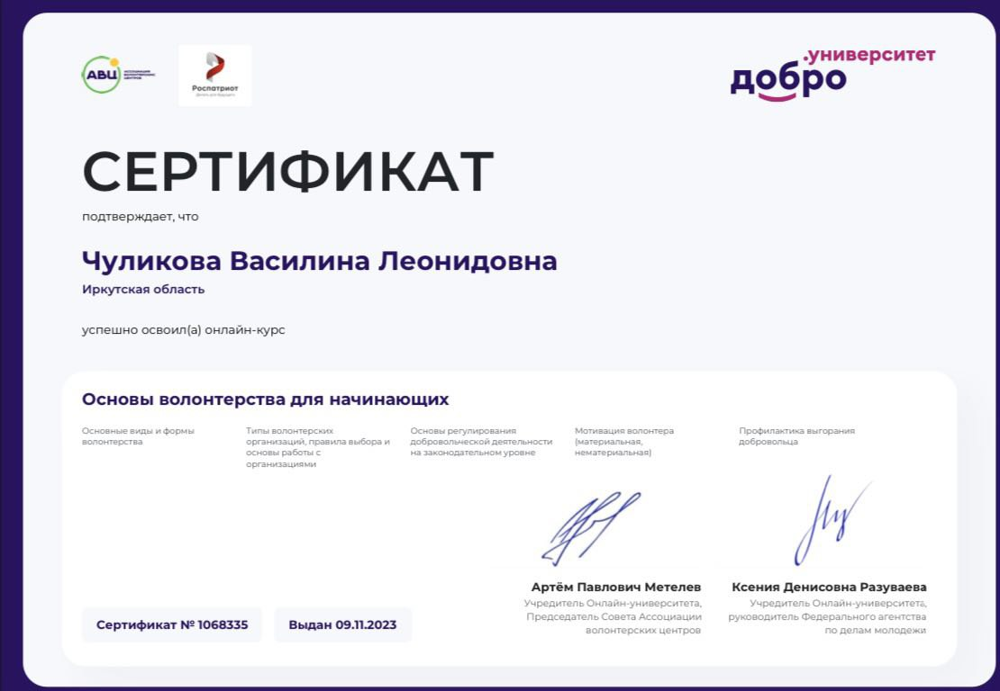 АВЦ
АССОЦИАЦИЯ
ВОЛОНТЕРСКИХ
ЦЕНТРОВ
Роспатриот
Делать для будущего
.университет
добро
СЕРТИФИКАТ
подтверждает, что
Чуликова Василина Леонидовна
Иркутская область
успешно освоил(а) онлайн-курс
Основы волонтерства для начинающих
Основные виды и формы
волонтерства
Типы волонтерских
организаций, правила выбора и
основы работы с
организациями
Основы регулирования
добровольческой деятельности
на законодательном уровне
Мотивация волонтера
(материальная,
нематериальная)
Профилактика выгорания
добровольца
Артём Павлович Метелев
Учредитель Онлайн-университета,
Председатель Совета Ассоциации
волонтерских центров
Ксения Денисовна Разуваева
Учредитель Онлайн-университета,
руководитель Федерального агентства
по делам молодежи
Сертификат № 1068335
Выдан 09.11.2023